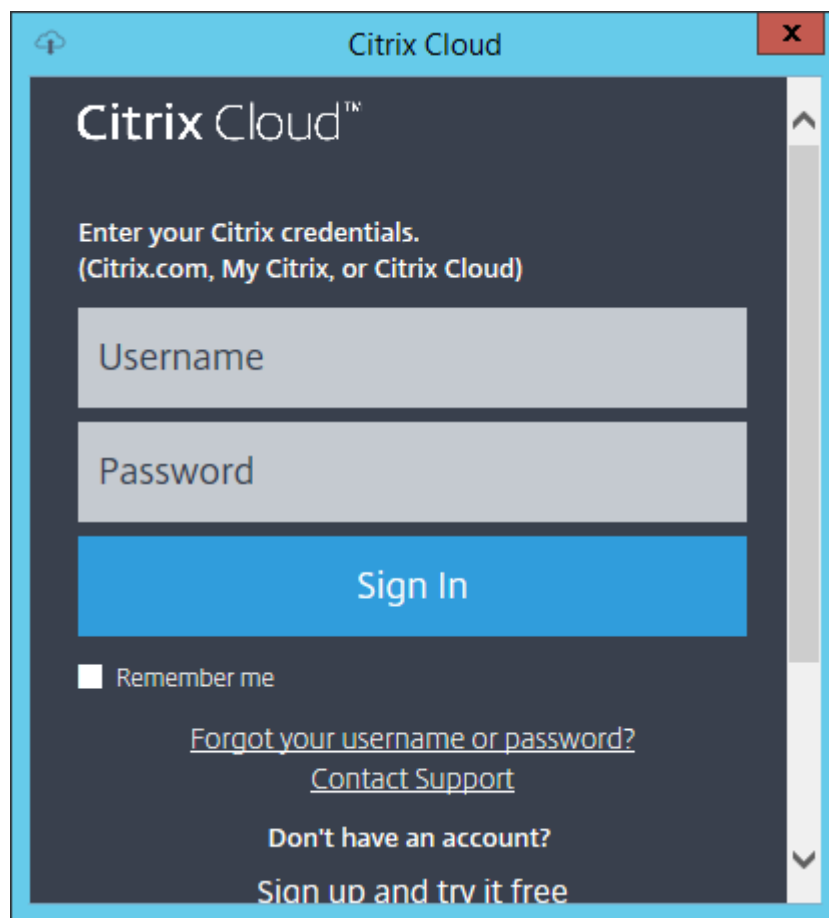 Citrix Cloud
x
Citrix Cloud™
Enter your Citrix credentials.
(Citrix.com, My Citrix, or Citrix Cloud)
Username
Password
Sign In
Remember me
Forgot your username or password?
Contact Support
Don't have an account?
Sign up and try it free